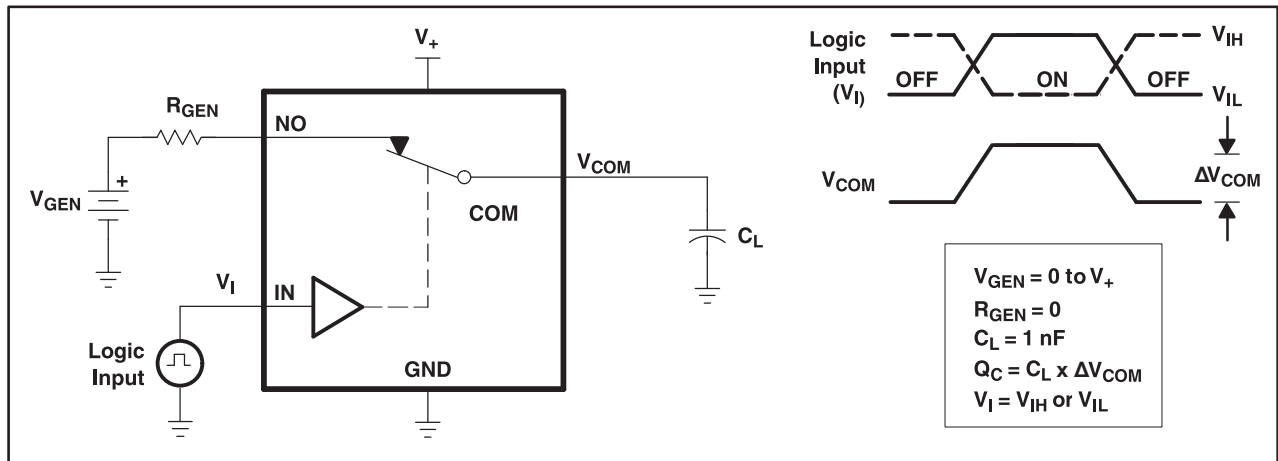 V+
RGEN
NO
VCOM
COM
VGEN
+
CL
VI
IN
Logic
Input
GND
Logic
Input
(VI)
OFF
ON
OFF
VIH
VIL
VCOM
ΔVCOM
VGEN = 0 to V+
RGEN = 0
CL = 1 nF
QC = CL x ΔVCOM
VI = VIH or VIL